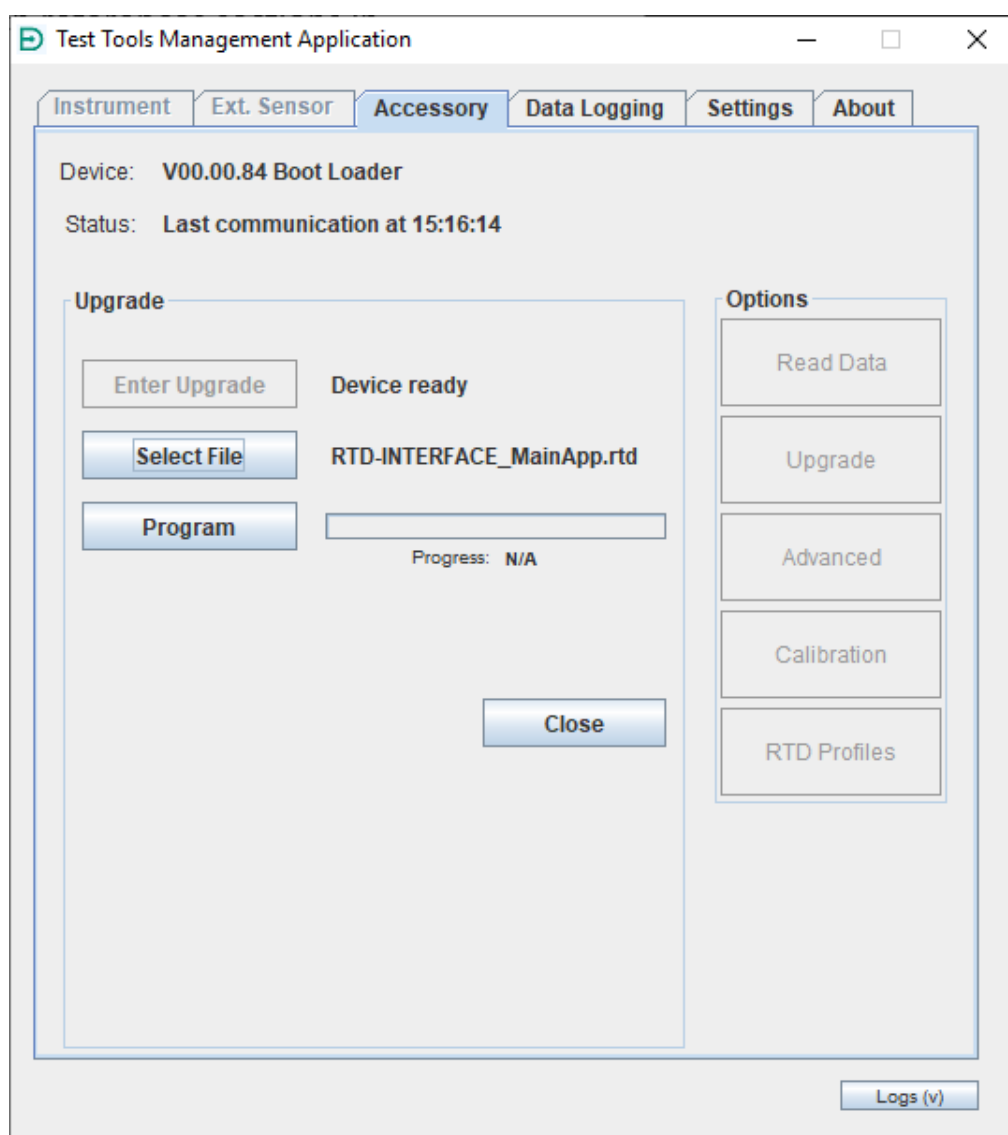 Test Tools Management Application
Instrument Ext. Sensor Accessory Data Logging Settings About
Device: V00.00.84 Boot Loader
Status: Last communication at 15:16:14
Upgrade
Enter Upgrade Device ready
Select File RTD-INTERFACE_MainApp.rtd
Program
Progress: N/A
Close
Options
Read Data
Upgrade
Advanced
Calibration
RTD Profiles
Logs (v)